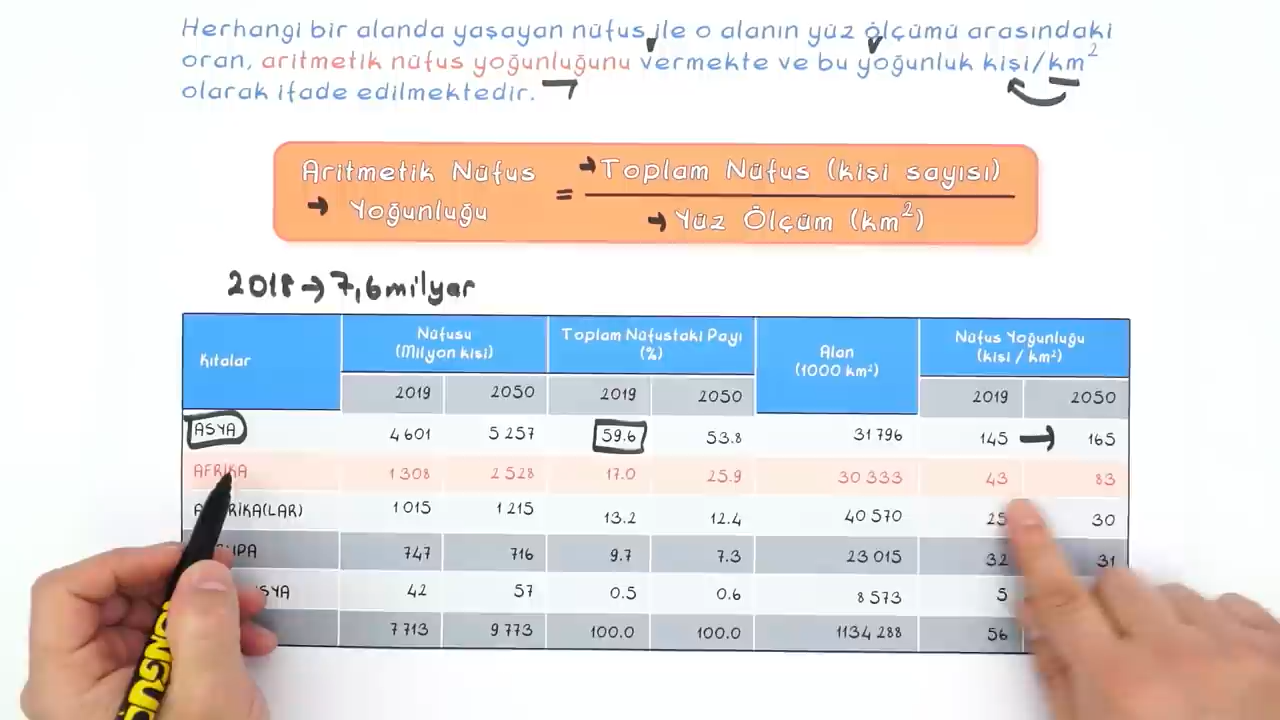 Herhangi bir alanda yaşayan nüfus ile o alanın yüz ölçümü arasındaki
oran, aritmetik nüfus yoğunluğunu vermekte ve bu yoğunluk kişi/km²
olarak ifade edilmektedir.
Aritmetik Nüfus Yoğunluğu = Toplam Nüfus (kişi sayısı)
Yüz Ölçüm (km²)
2018→7,6 milyar
Kıtalar Nüfusu (Milyon kişi) Toplam Nüfustaki Payı (%) Alan (1000 km²) Nüfus Yoğunluğu (kişi / km²)
2019 2050 2019 2050 2019 2050
ASYA 4 601 5 257 59.6 53.8 31 796 145 → 165
AFRİKA 1 308 2 528 17.0 25.9 30 333 43 83
1 015 1 215 13.2 12.4 40 570 25 30
747 716 9.7 7.3 23 015 32 31
42 57 0.5 0.6 8 573 5
7 713 9 773 100.0 100.0 1134 288 56